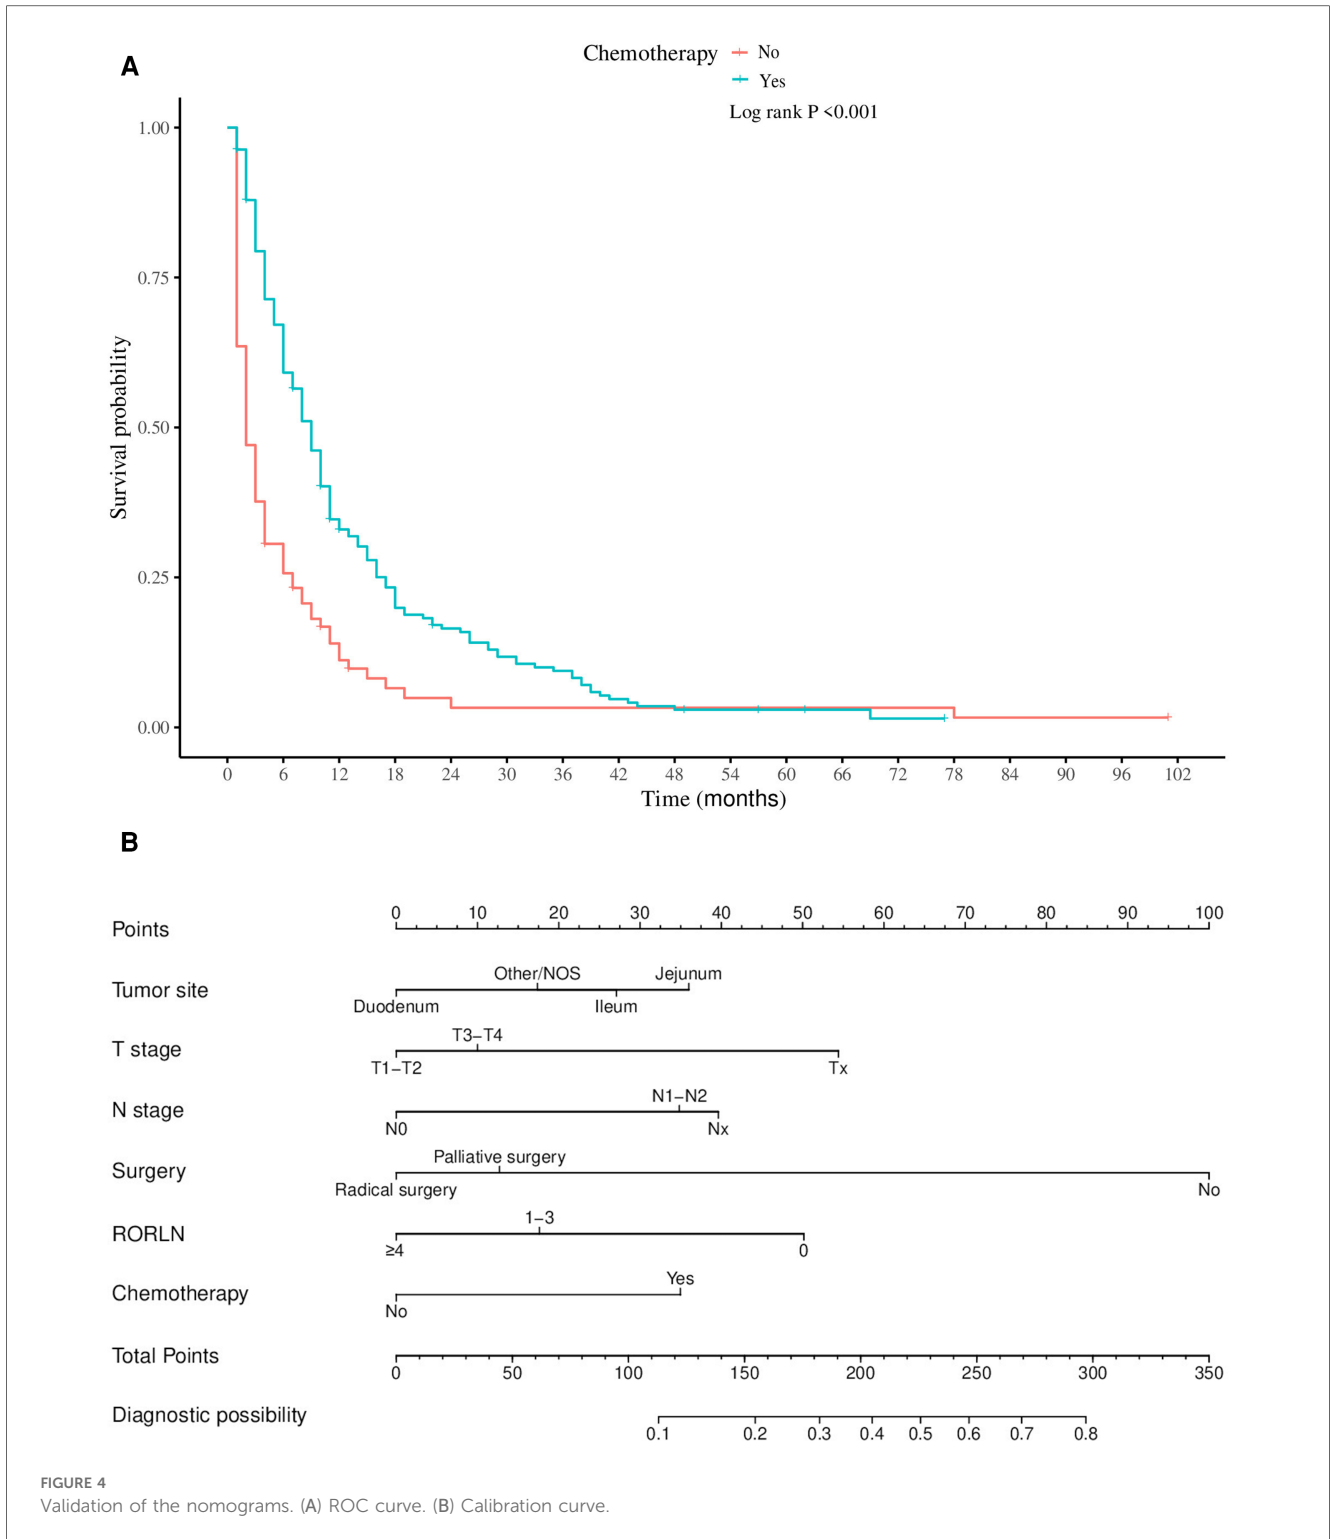 A
Chemotherapy
No
Yes
Log rank P <0.001
Survival probability
1.00
0.75
0.50
0.25
0.00
0 6 12 18 24 30 36 42 48 54 60 66 72 78 84 90 96 102
Time (months)
B
Points
0 10 20 30 40 50 60 70 80 90 100
Tumor site
Other/NOS Jejunum
Duodenum Ileum
T stage
T3–T4
T1–T2 Tx
N stage
N1–N2
N0 Nx
Surgery
Palliative surgery
Radical surgery No
RORLN
1–3
≥4 0
Chemotherapy
Yes
No
Total Points
0 50 100 150 200 250 300 350
Diagnostic possibility
0.1 0.2 0.3 0.4 0.5 0.6 0.7 0.8
FIGURE 4
Validation of the nomograms. (A) ROC curve. (B) Calibration curve.